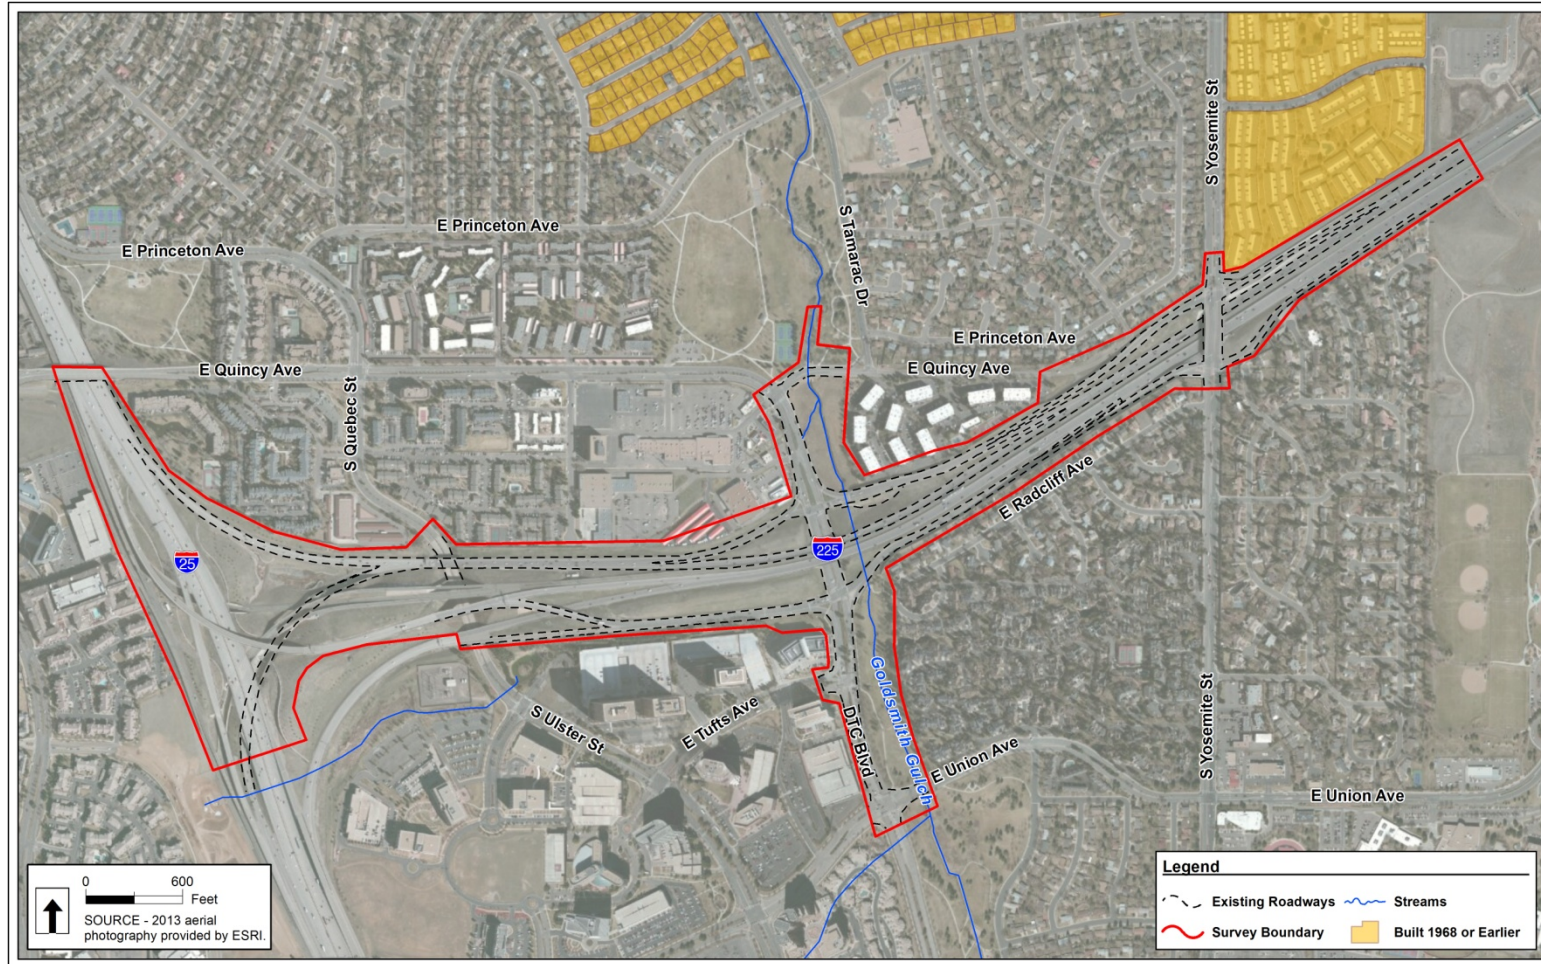 S Yosemite St
E Princeton Ave
E Princeton Ave
S Tamarac Dr
E Princeton Ave
E Quincy Ave
E Quincy Ave
S Quebec St
E Radcliff Ave
25
225
Goldsmith Gulch
S Ulster St
E Tufts Ave
DTC Blvd
E Union Ave
S Yosemite St
E Union Ave
0 600
Feet
SOURCE - 2013 aerial
photography provided by ESRI.
Legend
Existing Roadways
Streams
Survey Boundary
Built 1968 or Earlier